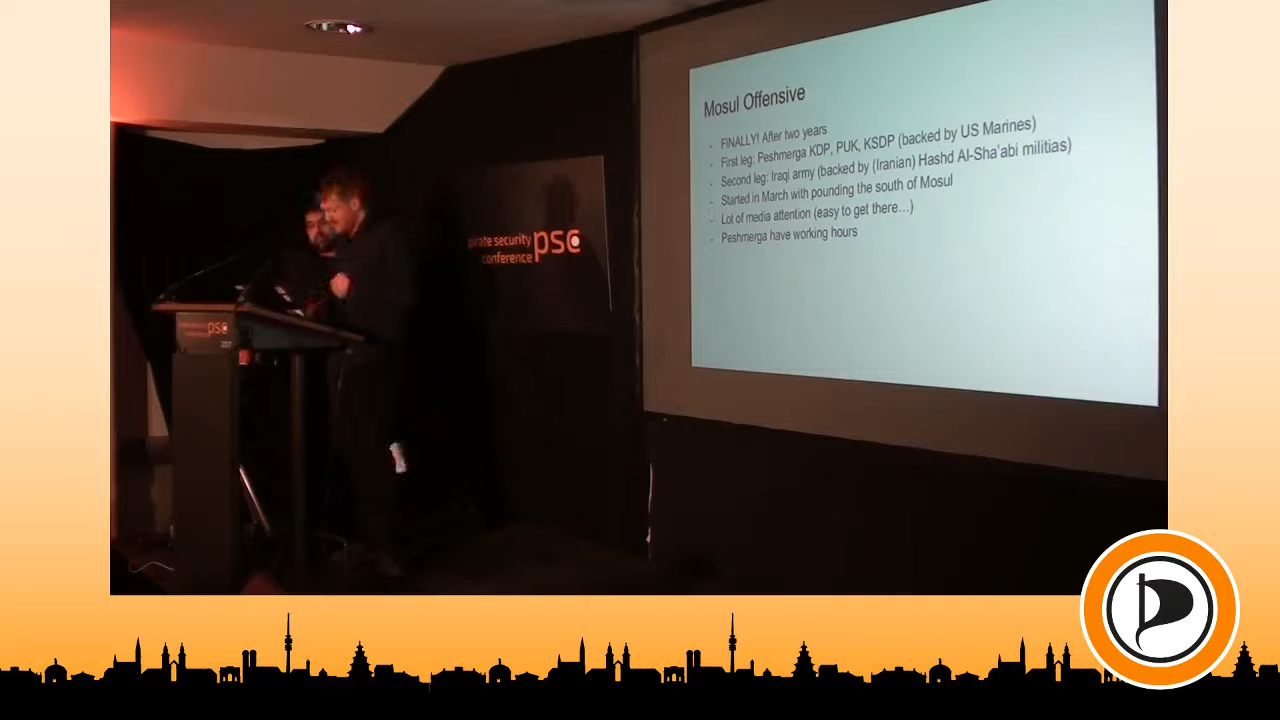 Mosul Offensive
- FINALLY! After two years
- First leg: Peshmerga KDP, PUK, KSDP (backed by US Marines)
- Second leg: Iraqi army (backed by (Iranian) Hashd Al-Sha'abi militias)
- Started in March with pounding the south of Mosul
- Lot of media attention (easy to get there…)
- Peshmerga have working hours
pirate security
conference
psc
psc